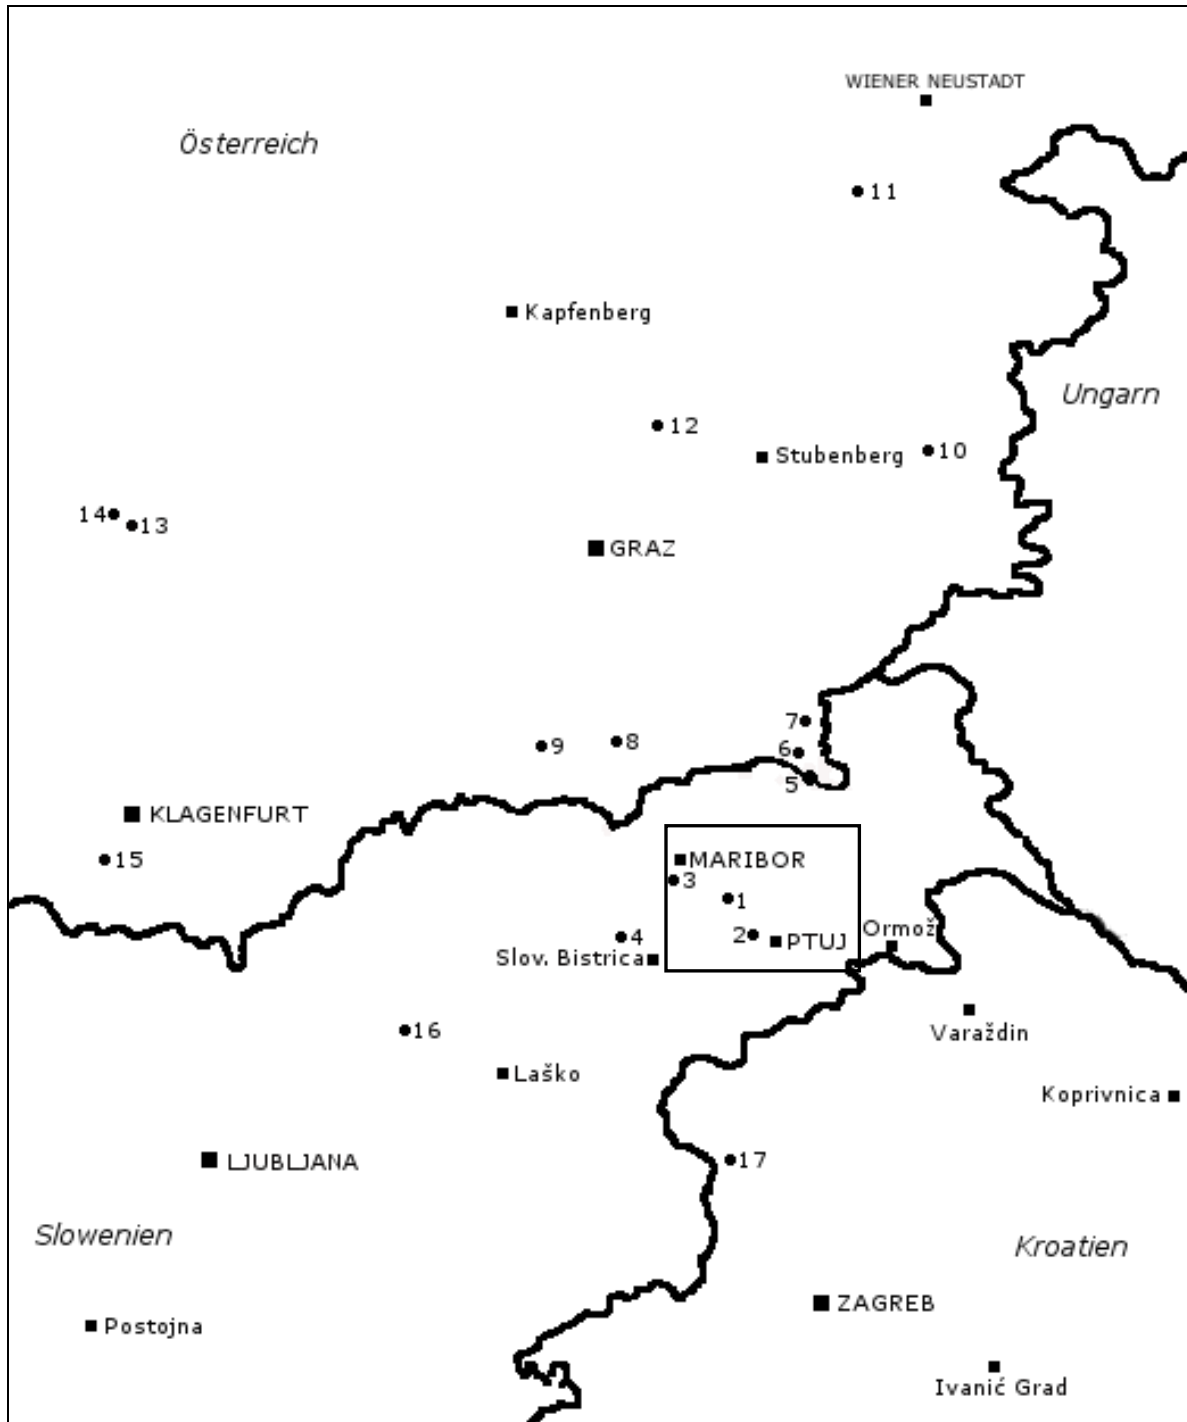 WIENER NEUSTADT
Österreich
11
Kapfenberg
Ungarn
12
Stubenberg
10
14
13
GRAZ
7
9
8
6
5
KLAGENFURT
15
MARIBOR
3
1
2
PTUJ
Ormož
4
Slov. Bistrica
16
Varaždin
Laško
Koprivnica
17
LJUBLJANA
Slowenien
Kroatien
ZAGREB
Postojna
Ivanić Grad